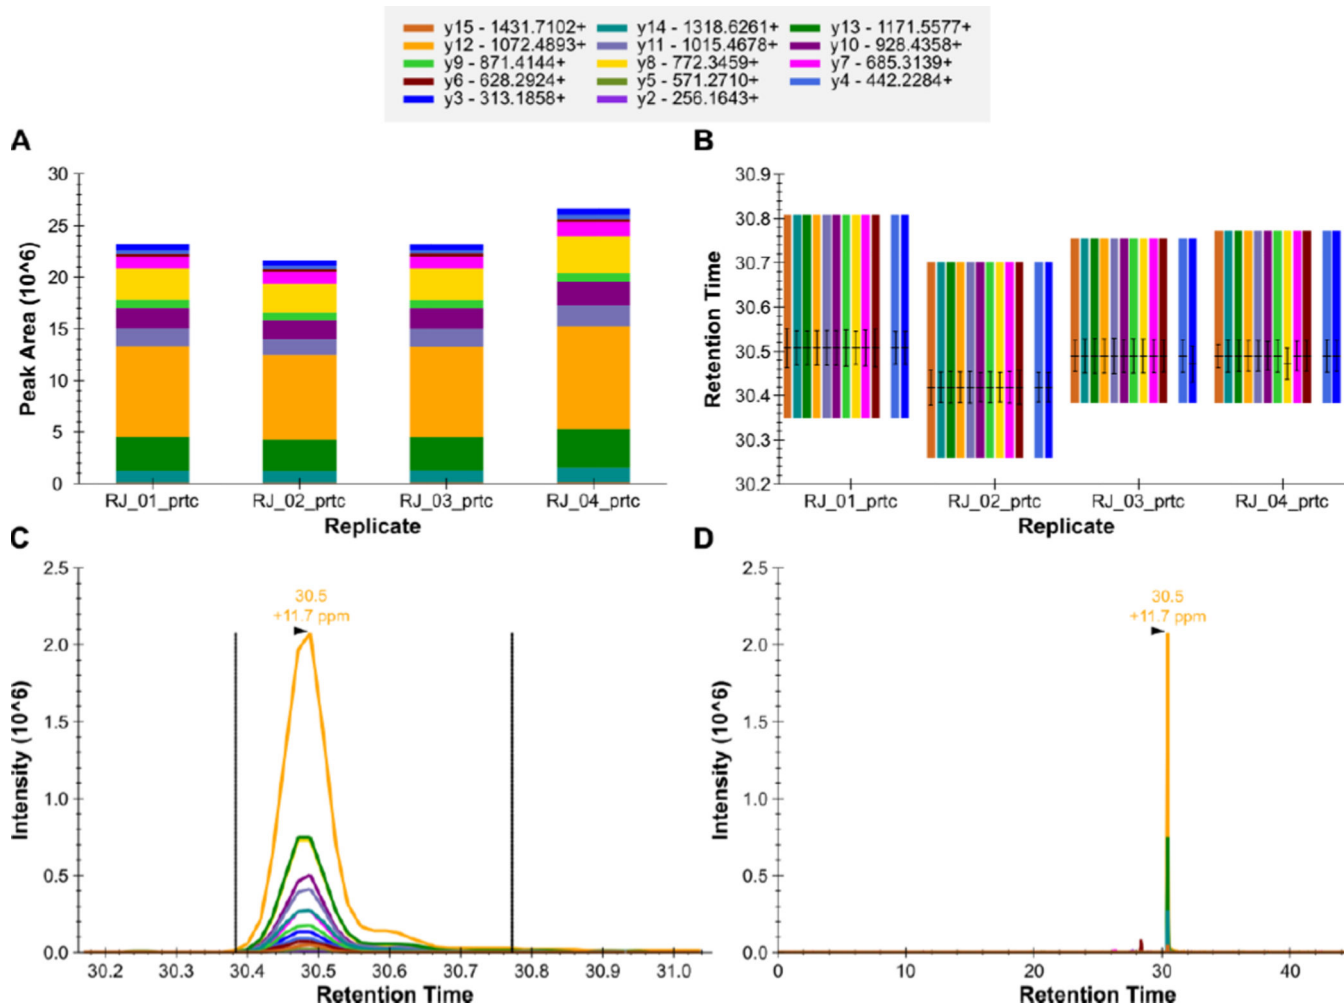 y15 - 1431.7102+ y14 - 1318.6261+ y13 - 1171.5577+
y12 - 1072.4893+ y11 - 1015.4678+ y10 - 928.4358+
y9 - 871.4144+ y8 - 772.3459+ y7 - 685.3139+
y6 - 628.2924+ y5 - 571.2710+ y4 - 442.2284+
y3 - 313.1858+ y2 - 256.1643+
A
30
25
20
15
10
5
0
Peak Area (10^6)
RJ_01_prtc RJ_02_prtc RJ_03_prtc RJ_04_prtc
Replicate
B
30.9
30.8
30.7
30.6
30.5
30.4
30.3
30.2
Retention Time
RJ_01_prtc RJ_02_prtc RJ_03_prtc RJ_04_prtc
Replicate
C
2.5
2.0
1.5
1.0
0.5
0.0
Intensity (10^6)
30.5
+11.7 ppm
30.2 30.3 30.4 30.5 30.6 30.7 30.8 30.9 31.0
Retention Time
D
2.5
2.0
1.5
1.0
0.5
0.0
Intensity (10^6)
30.5
+11.7 ppm
0 10 20 30 40
Retention Time